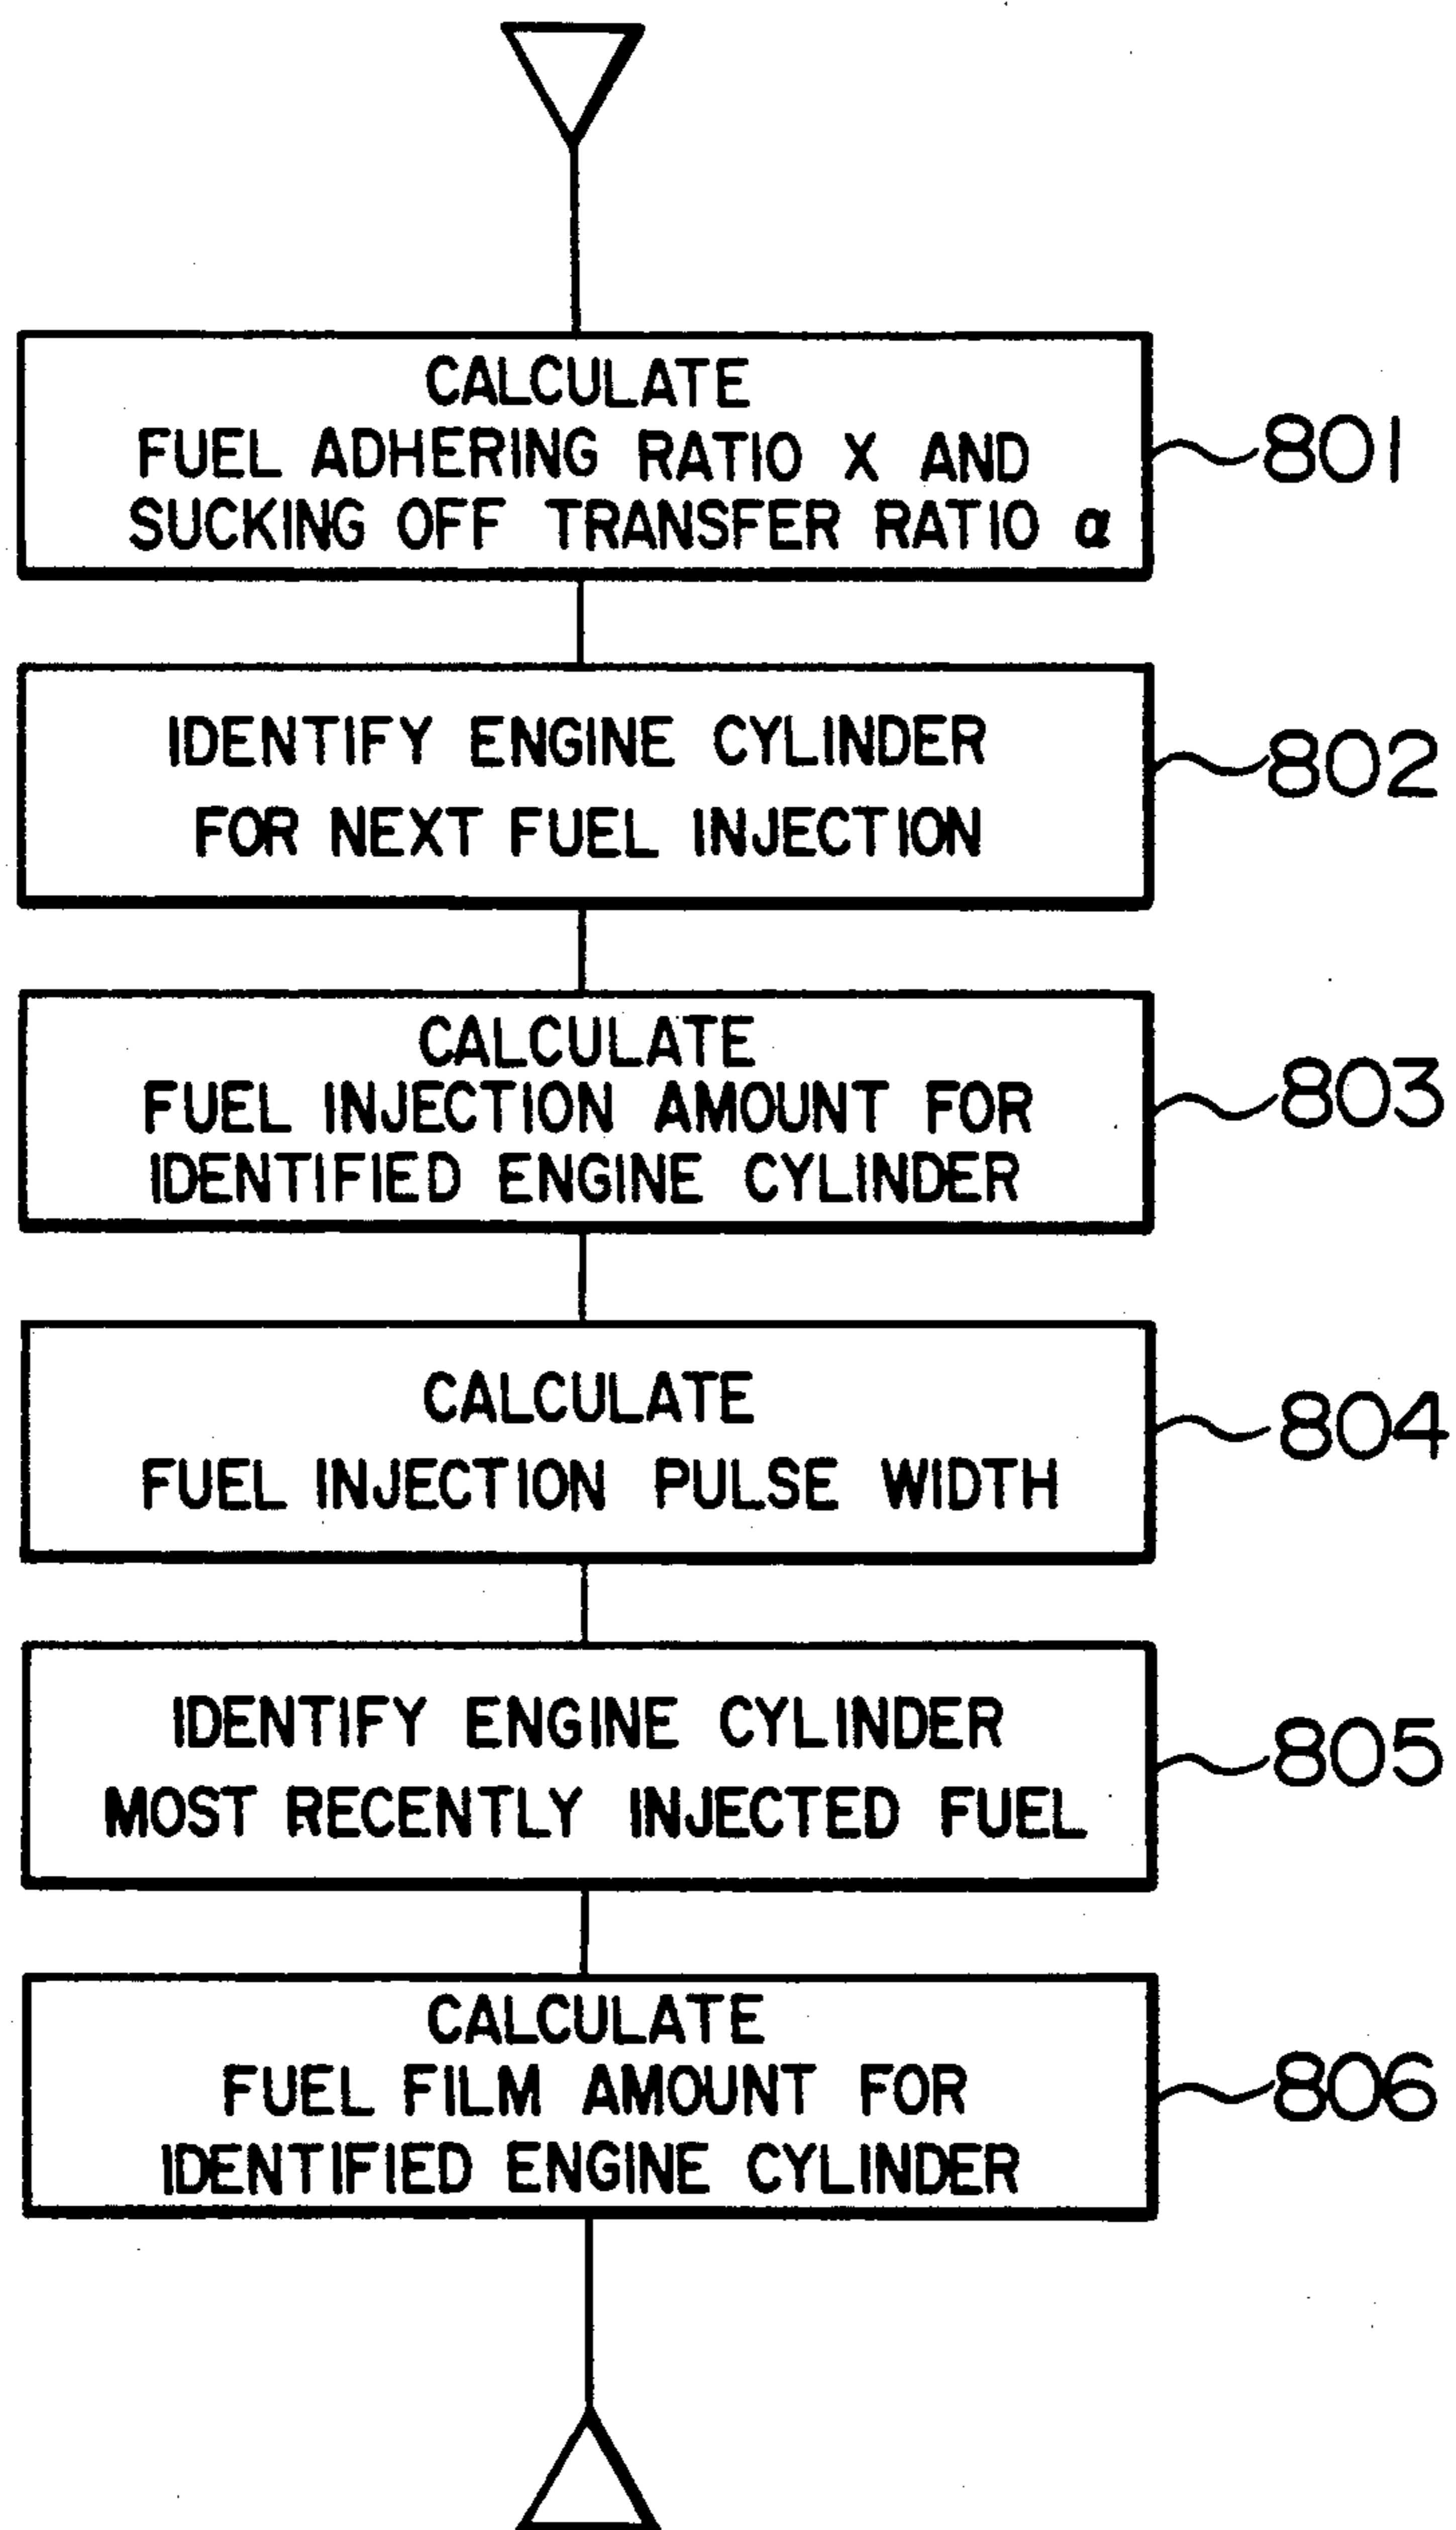 CALCULATE
FUEL ADHERING RATIO X AND
SUCKING OFF TRANSFER RATIO α
801
IDENTIFY ENGINE CYLINDER
FOR NEXT FUEL INJECTION
802
CALCULATE
FUEL INJECTION AMOUNT FOR
IDENTIFIED ENGINE CYLINDER
803
CALCULATE
FUEL INJECTION PULSE WIDTH
804
IDENTIFY ENGINE CYLINDER
MOST RECENTLY INJECTED FUEL
805
CALCULATE
FUEL FILM AMOUNT FOR
IDENTIFIED ENGINE CYLINDER
806